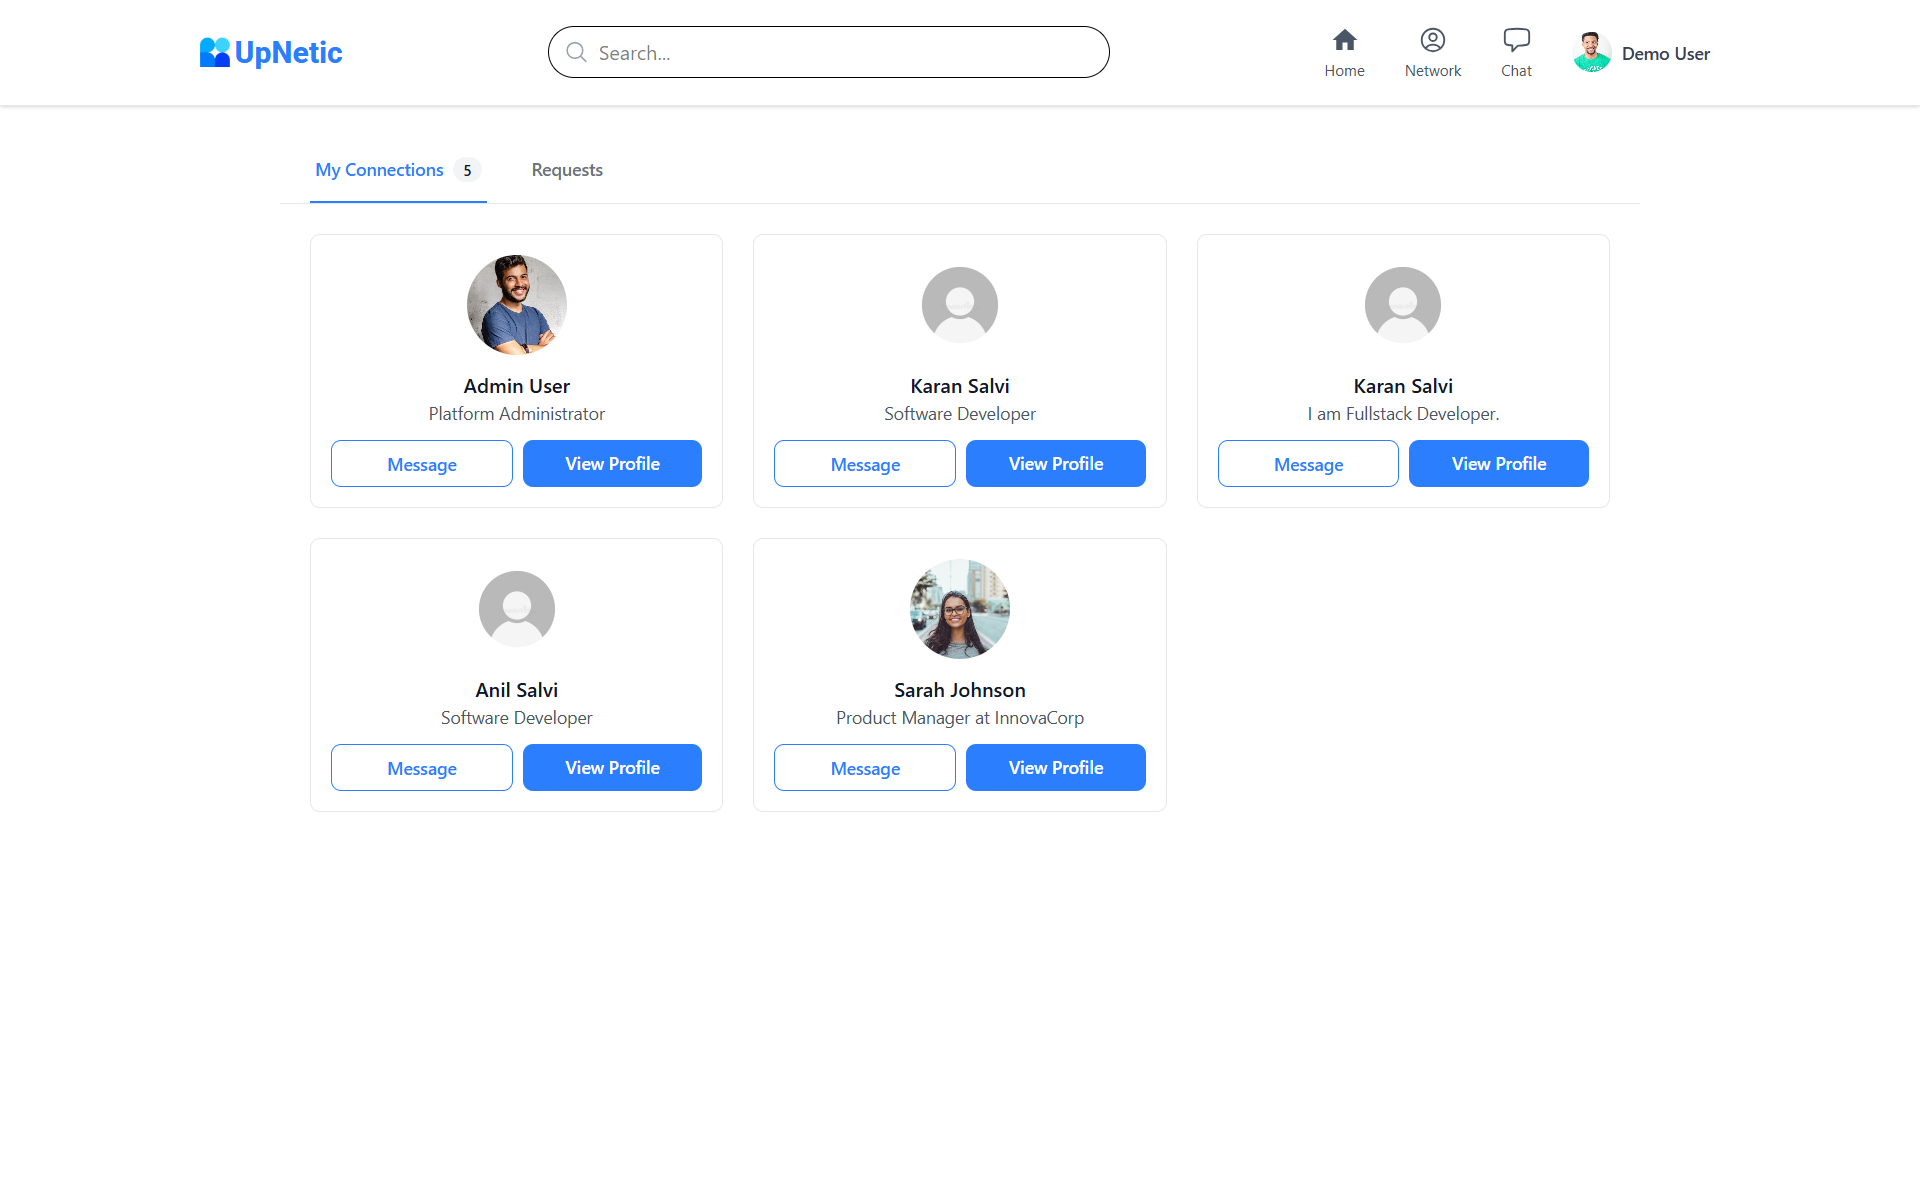 UpNetic
Search...
Home
Network
Chat
Demo User
My Connections 5
Requests
Admin User
Platform Administrator
Message
View Profile
Karan Salvi
Software Developer
Message
View Profile
Karan Salvi
I am Fullstack Developer.
Message
View Profile
Anil Salvi
Software Developer
Message
View Profile
Sarah Johnson
Product Manager at InnovaCorp
Message
View Profile